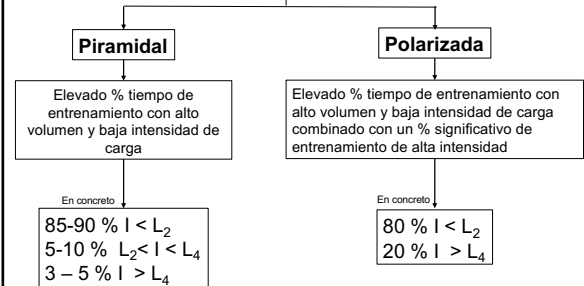 Piramidal
Elevado % tiempo de
entrenamiento con alto
volumen y baja intensidad de
carga
En concreto
85-90 % I < L₂
5-10 % L₂< I < L₄
3 – 5 % I > L₄
Polarizada
Elevado % tiempo de entrenamiento con
alto volumen y baja intensidad de carga
combinado con un % significativo de
entrenamiento de alta intensidad
En concreto
80 % I < L₂
20 % I > L₄